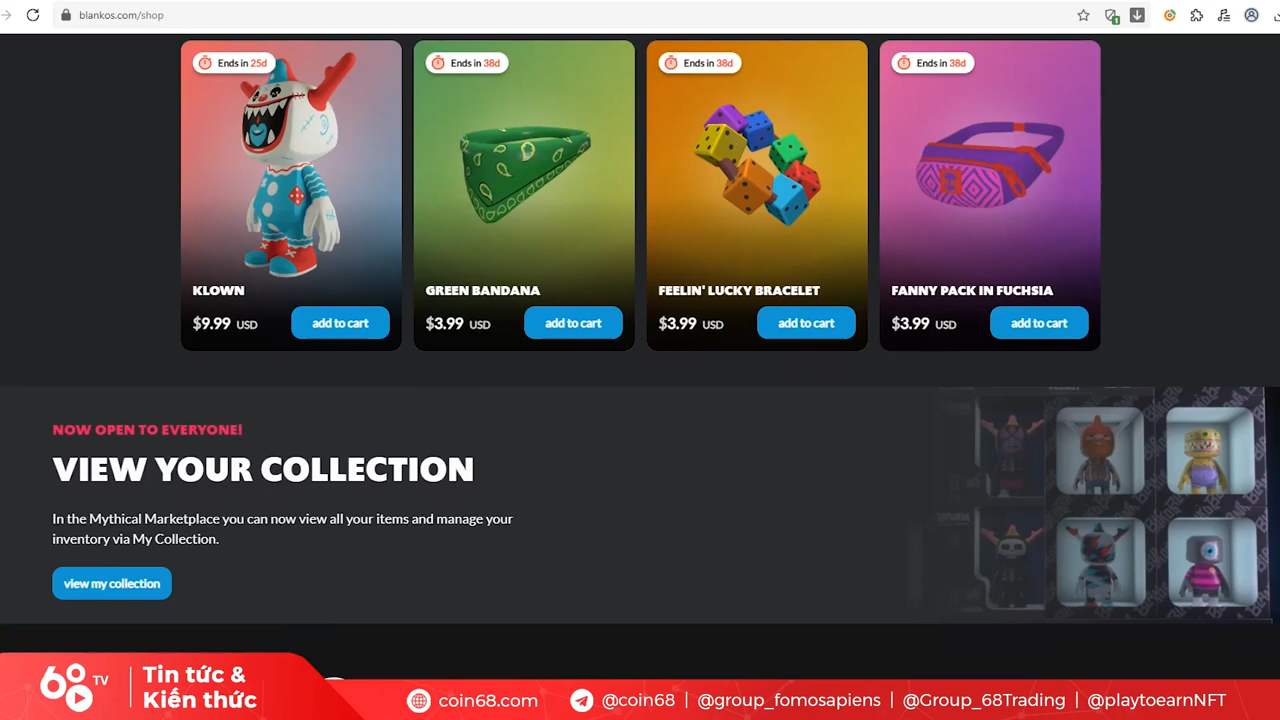 blankos.com/shop
Ends in 25d
Ends in 38d
Ends in 38d
Ends in 38d
KLOWN
GREEN BANDANA
FEELIN' LUCKY BRACELET
FANNY PACK IN FUCHSIA
$9.99 USD
add to cart
$3.99 USD
add to cart
$3.99 USD
add to cart
$3.99 USD
add to cart
NOW OPEN TO EVERYONE!
VIEW YOUR COLLECTION
In the Mythical Marketplace you can now view all your items and manage your
inventory via My Collection.
view my collection
68 TV
Tin tức &
Kiến thức
coin68.com
@coin68 | @group_fomosapiens | @Group_68Trading | @playtoearnNFT